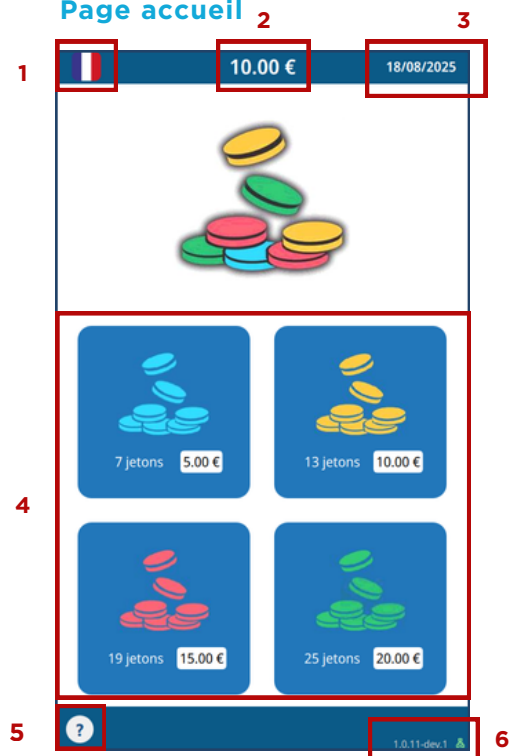 Page accueil
2
3
1
10.00 €
18/08/2025
7 jetons 5.00 €
13 jetons 10.00 €
4
19 jetons 15.00 €
25 jetons 20.00 €
5
?
1.0.11-dev.1
6